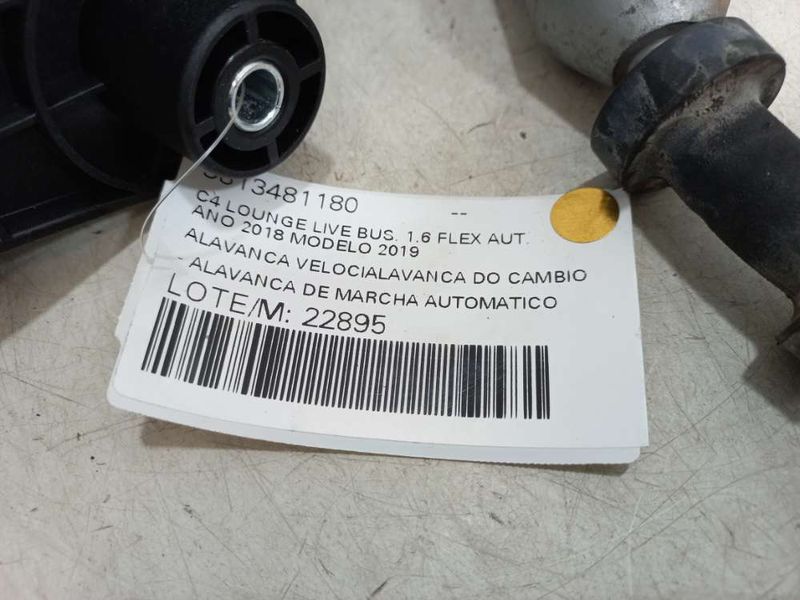 13481180 --
C4 LOUNGE LIVE BUS. 1.6 FLEX AUT.
ANO 2018 MODELO 2019
ALAVANCA VELOCIALAVANCA DO CAMBIO
- ALAVANCA DE MARCHA AUTOMATICO
LOTE/M: 22895